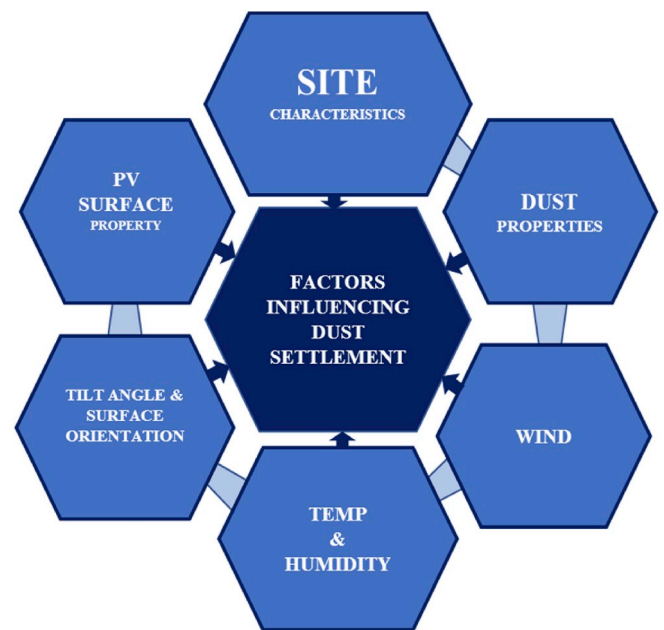 SITE
CHARACTERISTICS
PV
SURFACE
PROPERTY
DUST
PROPERTIES
FACTORS
INFLUENCING
DUST
SETTLEMENT
TILT ANGLE &
SURFACE
ORIENTATION
WIND
TEMP
&
HUMIDITY